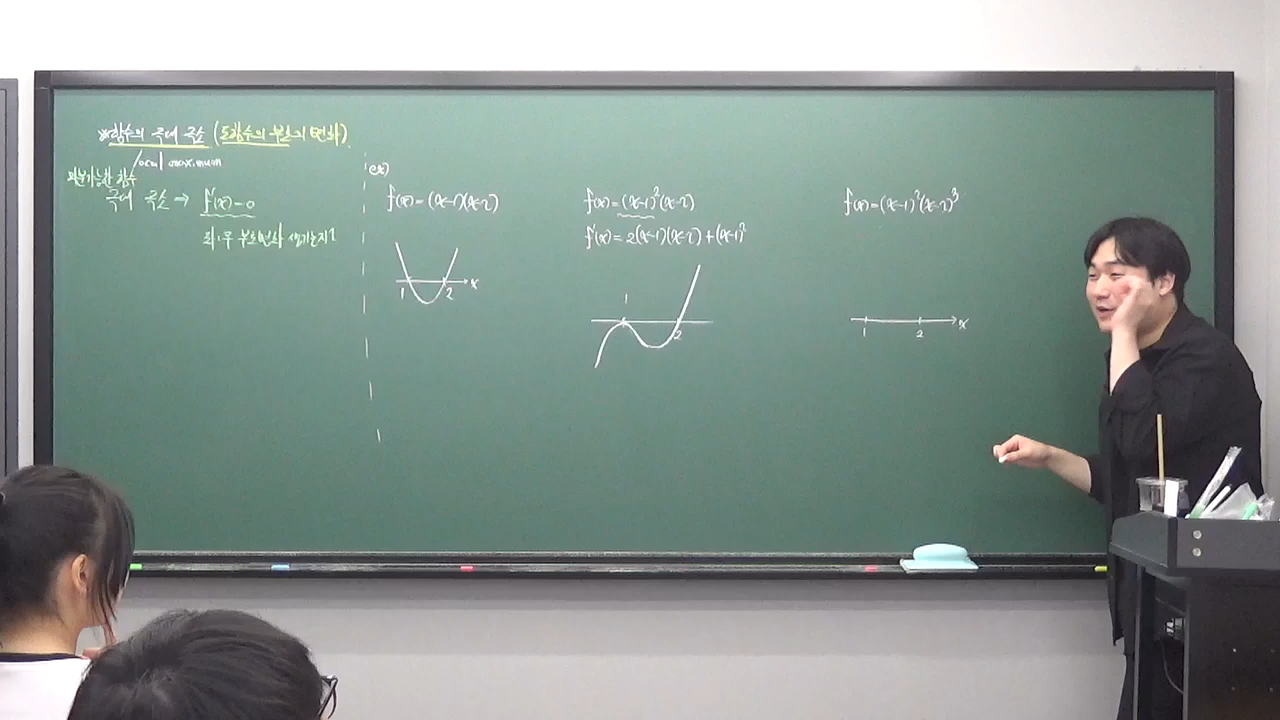 ※함수의 극대 극소 (도함수의 부호의 변화)
local maximum
미분가능한 함수
극대 극소 → f'(x)=0
좌·우 부호변화 생기는지?
ex)
f(x)=(x-1)(x-2)
1 2 x
f(x)=(x-1)²(x-2)
f'(x)=2(x-1)(x-2)+(x-1)²
1
2
f(x)=(x-1)²(x-2)³
1 2 x